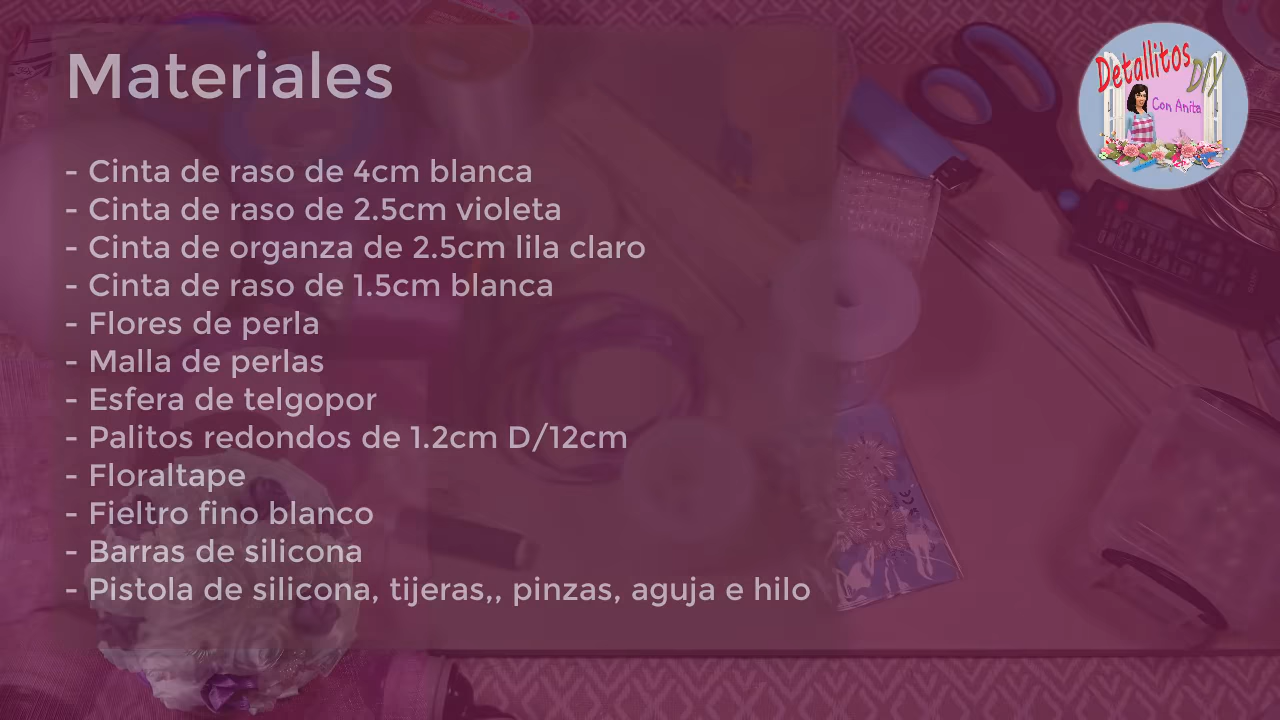 Materiales
- Cinta de raso de 4cm blanca
- Cinta de raso de 2.5cm violeta
- Cinta de organza de 2.5cm lila claro
- Cinta de raso de 1.5cm blanca
- Flores de perla
- Malla de perlas
- Esfera de telgopor
- Palitos redondos de 1.2cm D/12cm
- Floraltape
- Fieltro fino blanco
- Barras de silicona
- Pistola de silicona, tijeras,, pinzas, aguja e hilo
Detallitos DIY
Con Anita